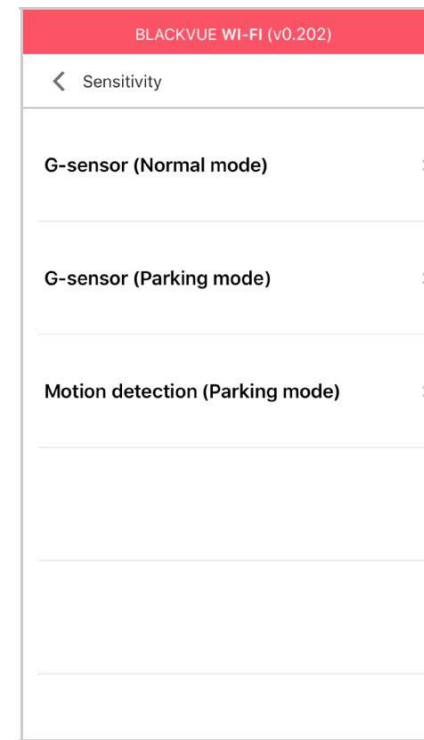 BLACKVUE WI-FI (v0.202)
Sensitivity
G-sensor (Normal mode)
G-sensor (Parking mode)
Motion detection (Parking mode)